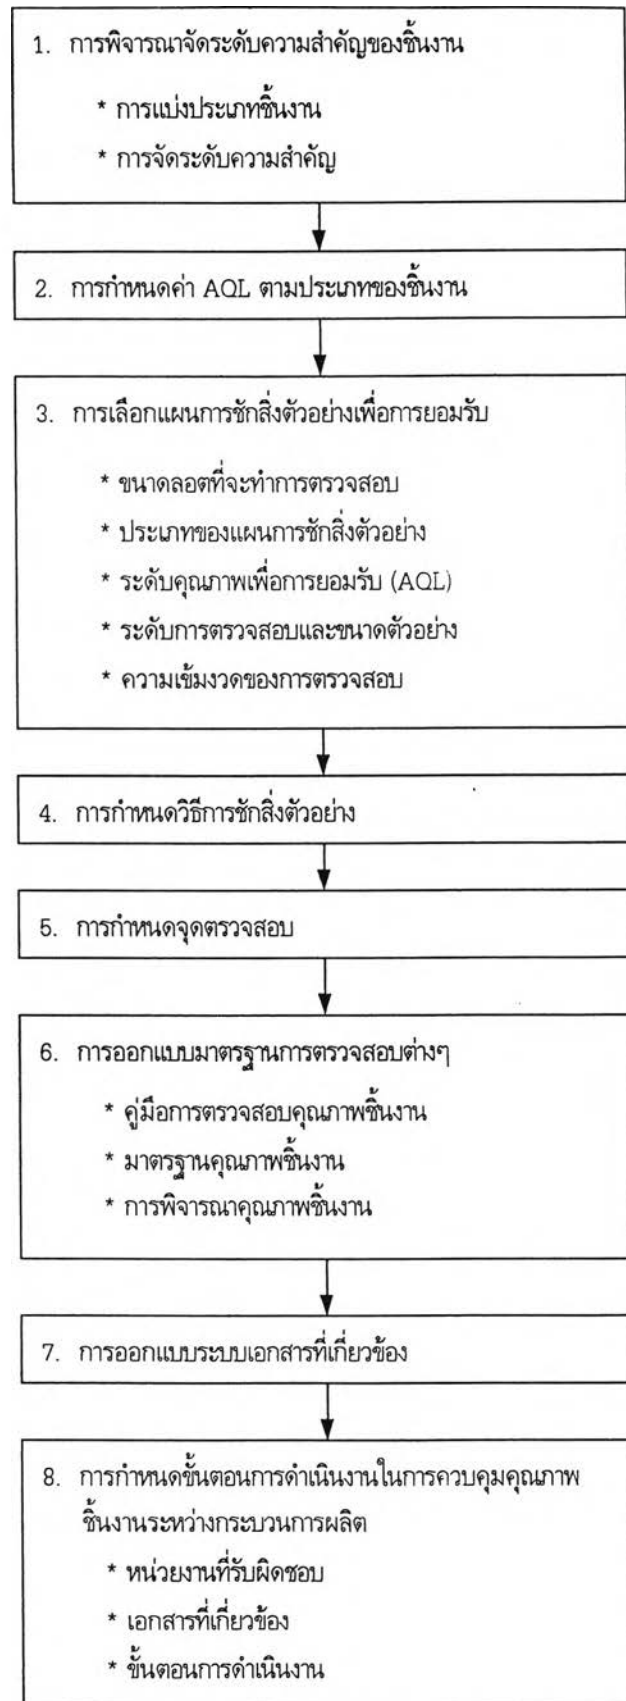 1. การพิจารณาจัดระดับความสำคัญของชิ้นงาน
* การแบ่งประเภทชิ้นงาน
* การจัดระดับความสำคัญ
2. การกำหนดค่า AQL ตามประเภทของชิ้นงาน
3. การเลือกแผนการชักสิ่งตัวอย่างเพื่อการยอมรับ
* ขนาดลอตที่จะทำการตรวจสอบ
* ประเภทของแผนการชักสิ่งตัวอย่าง
* ระดับคุณภาพเพื่อการยอมรับ (AQL)
* ระดับการตรวจสอบและขนาดตัวอย่าง
* ความเข้มงวดของการตรวจสอบ
4. การกำหนดวิธีการชักสิ่งตัวอย่าง
5. การกำหนดจุดตรวจสอบ
6. การออกแบบมาตรฐานการตรวจสอบต่างๆ
* คู่มือการตรวจสอบคุณภาพชิ้นงาน
* มาตรฐานคุณภาพชิ้นงาน
* การพิจารณาคุณภาพชิ้นงาน
7. การออกแบบระบบเอกสารที่เกี่ยวข้อง
8. การกำหนดขั้นตอนการดำเนินงานในการควบคุมคุณภาพ
ชิ้นงานระหว่างกระบวนการผลิต
* หน่วยงานที่รับผิดชอบ
* เอกสารที่เกี่ยวข้อง
* ขั้นตอนการดำเนินงาน